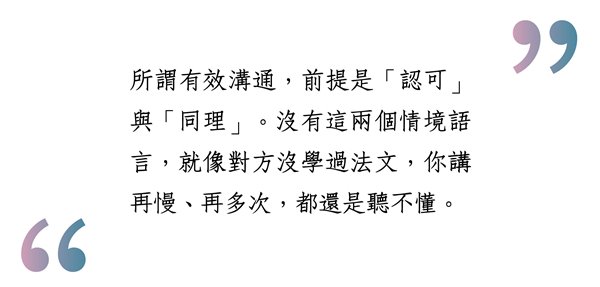 所謂有效溝通，前提是「認可」
與「同理」。沒有這兩個情境語
言，就像對方沒學過法文，你講
再慢、再多次，都還是聽不懂。